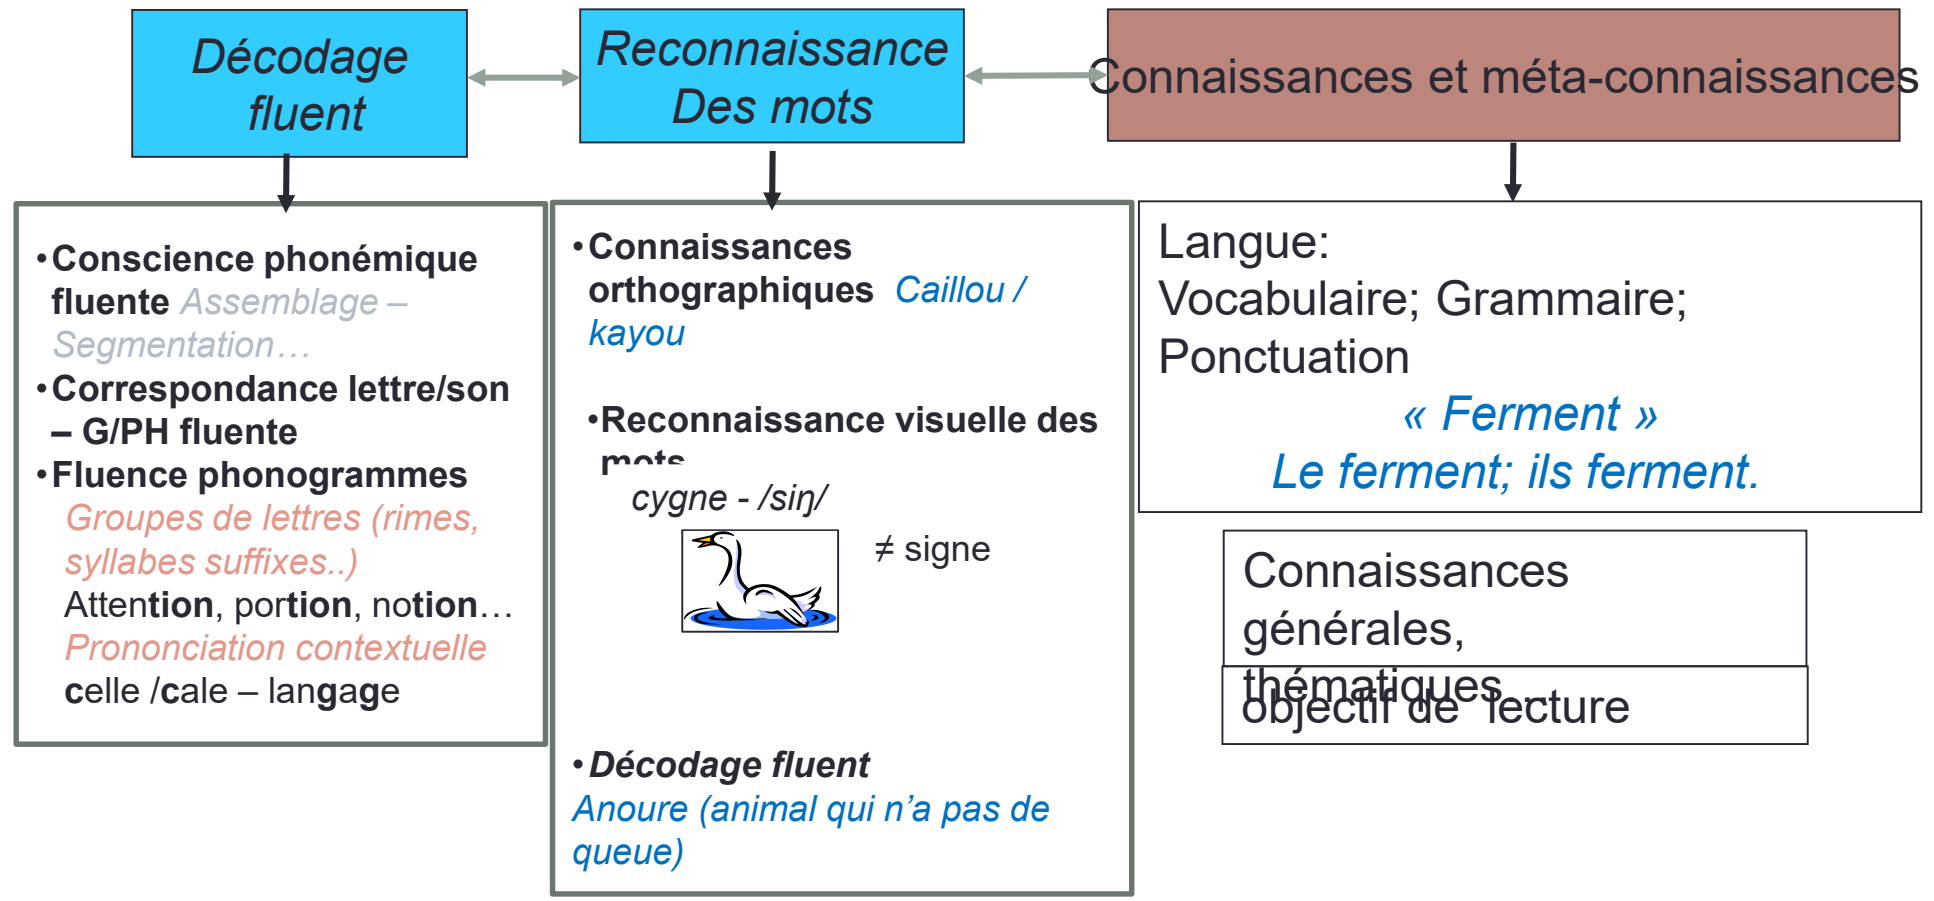 Décodage
fluent
Reconnaissance
Des mots
Connaissances et méta-connaissances
•Conscience phonémique
fluente Assemblage –
Segmentation…
•Correspondance lettre/son
– G/PH fluente
•Fluence phonogrammes
Groupes de lettres (rimes,
syllabes suffixes..)
Attention, portion, notion…
Prononciation contextuelle
celle /cale – langage
•Connaissances
orthographiques Caillou /
kayou
•Reconnaissance visuelle des
mots
cygne - /siŋ/
≠ signe
•Décodage fluent
Anoure (animal qui n’a pas de
queue)
Langue:
Vocabulaire; Grammaire;
Ponctuation
« Ferment »
Le ferment; ils ferment.
Connaissances
générales,
thématiques…
objectif de lecture